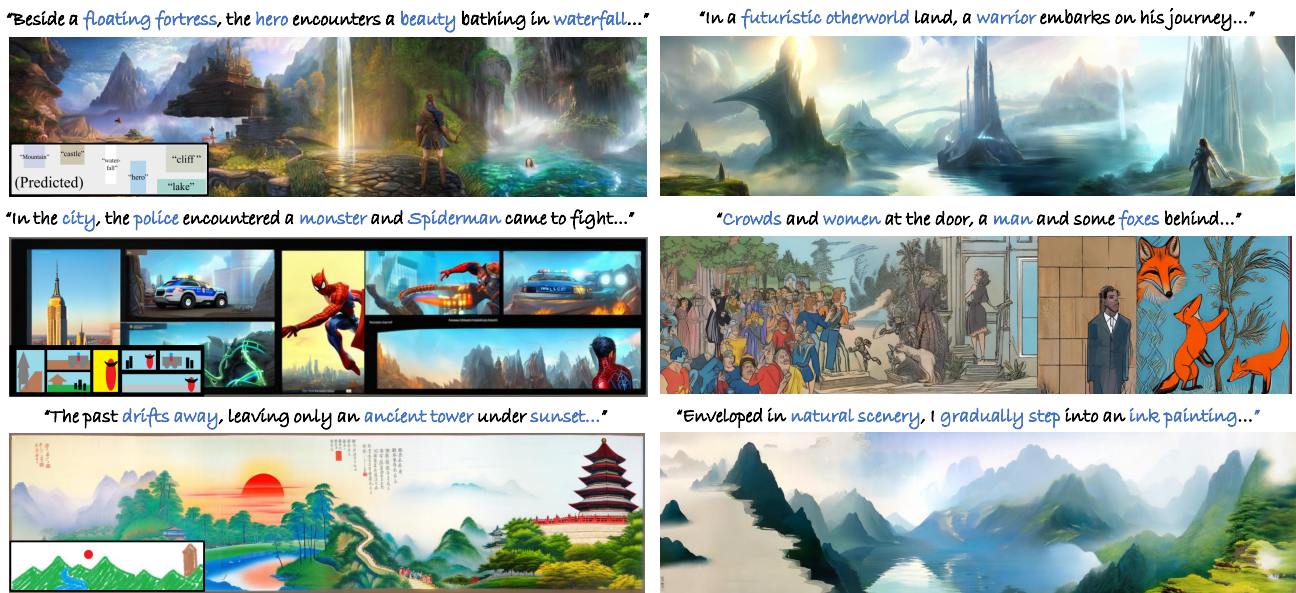 “Beside a floating fortress, the hero encounters a beauty bathing in waterfall...”
“In a futuristic otherworld land, a warrior embarks on his journey...”
“Mountain”
“castle”
“water-
fall”
“hero”
“cliff”
“lake”
(Predicted)
“In the city, the police encountered a monster and Spiderman came to fight...”
“Crowds and women at the door, a man and some foxes behind...”
“The past drifts away, leaving only an ancient tower under sunset...”
“Enveloped in natural scenery, I gradually step into an ink painting...”